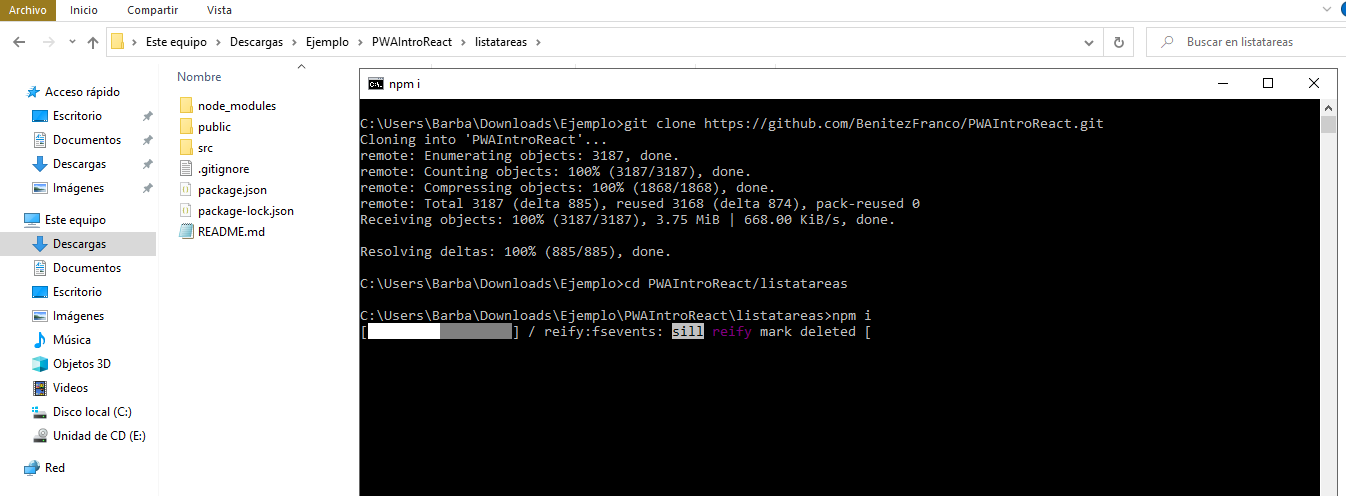 Archivo Inicio Compartir Vista
Este equipo Descargas Ejemplo PWAIntroReact listatareas
Buscar en listatareas
Acceso rápido
Escritorio
Documentos
Descargas
Imágenes
Este equipo
Descargas
Documentos
Escritorio
Imágenes
Música
Objetos 3D
Videos
Disco local (C:)
Unidad de CD (E:)
Red
Nombre
node_modules
public
src
.gitignore
package.json
package-lock.json
README.md
C:\. npm i
C:\Users\Barba\Downloads\Ejemplo>git clone https://github.com/BenitezFranco/PWAIntroReact.git
Cloning into 'PWAIntroReact'...
remote: Enumerating objects: 3187, done.
remote: Counting objects: 100% (3187/3187), done.
remote: Compressing objects: 100% (1868/1868), done.
remote: Total 3187 (delta 885), reused 3168 (delta 874), pack-reused 0
Receiving objects: 100% (3187/3187), 3.75 MiB | 668.00 KiB/s, done.
Resolving deltas: 100% (885/885), done.
C:\Users\Barba\Downloads\Ejemplo>cd PWAIntroReact/listatareas
C:\Users\Barba\Downloads\Ejemplo\PWAIntroReact\listatareas>npm i
[ ] / reify:fsevents: sill reify mark deleted [